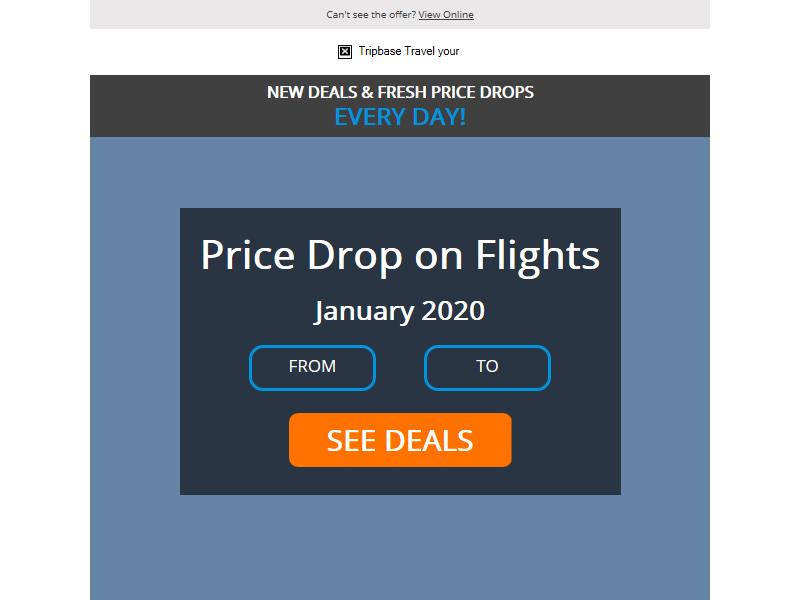 Can't see the offer? View Online
Tripbase Travel your
NEW DEALS & FRESH PRICE DROPS
EVERY DAY!
Price Drop on Flights
January 2020
FROM TO
SEE DEALS